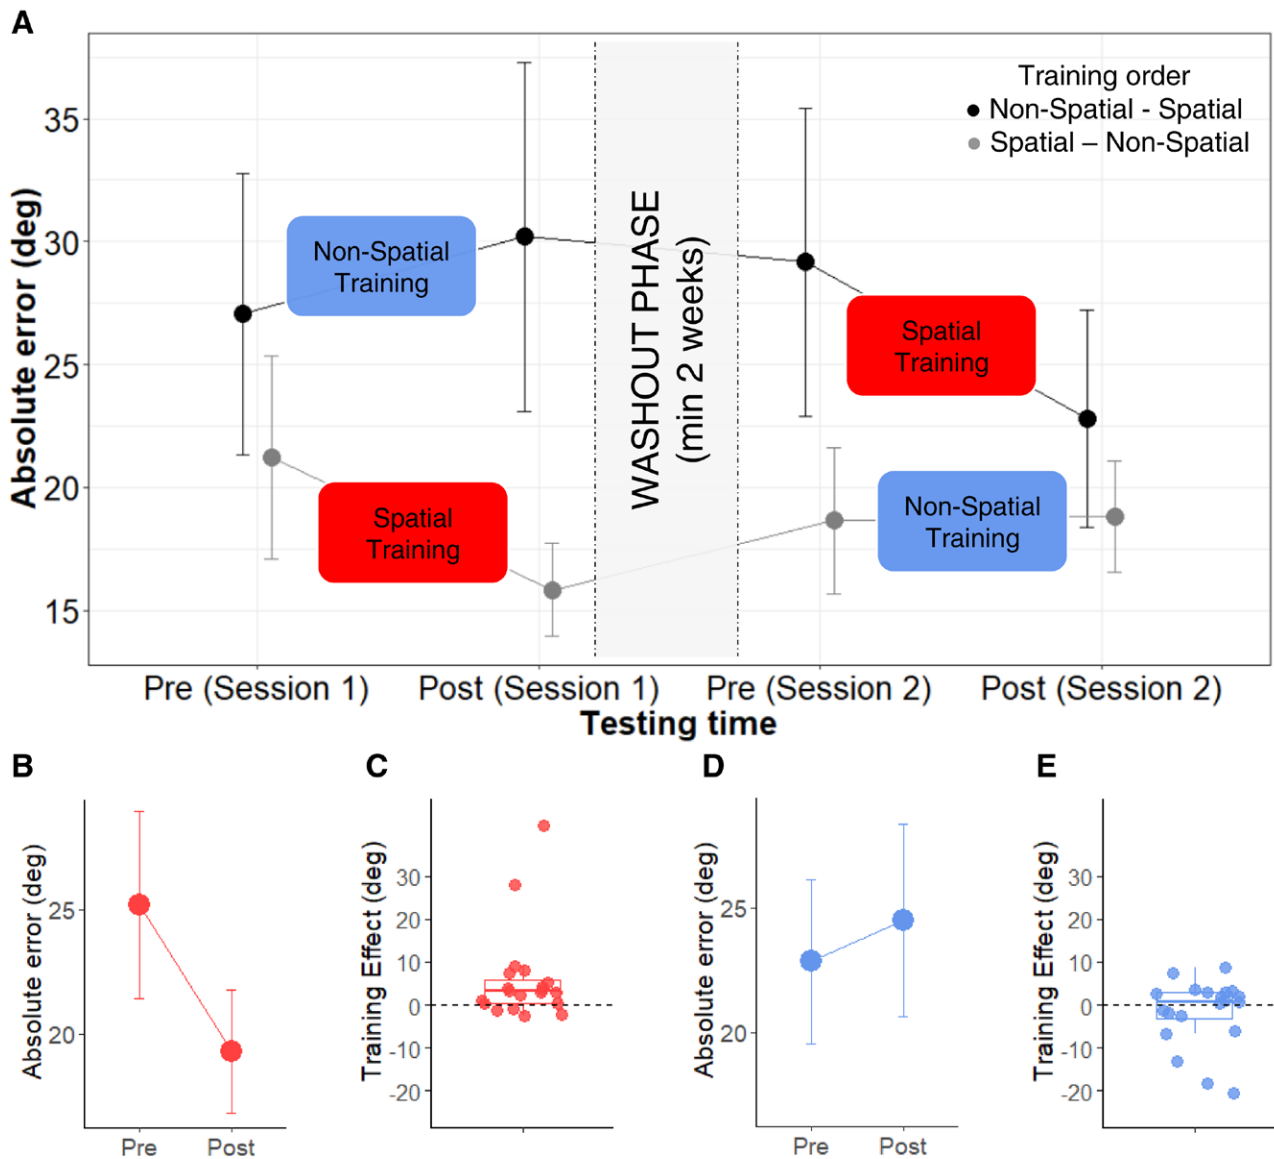 A
Training order
Non-Spatial - Spatial
Spatial – Non-Spatial
Absolute error (deg)
35
30
25
20
15
Non-Spatial
Training
Spatial
Training
WASHOUT PHASE
(min 2 weeks)
Spatial
Training
Non-Spatial
Training
Pre (Session 1)
Post (Session 1)
Pre (Session 2)
Post (Session 2)
Testing time
B
Absolute error (deg)
25
20
Pre
Post
C
Training Effect (deg)
30
20
10
0
-10
-20
D
Absolute error (deg)
25
20
Pre
Post
E
Training Effect (deg)
30
20
10
0
-10
-20